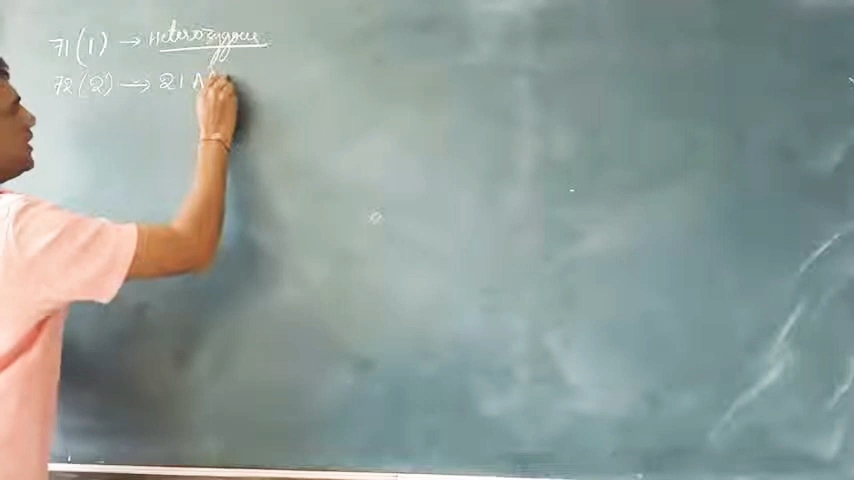 71(1) → Heterozygous
72(2) → 21 A